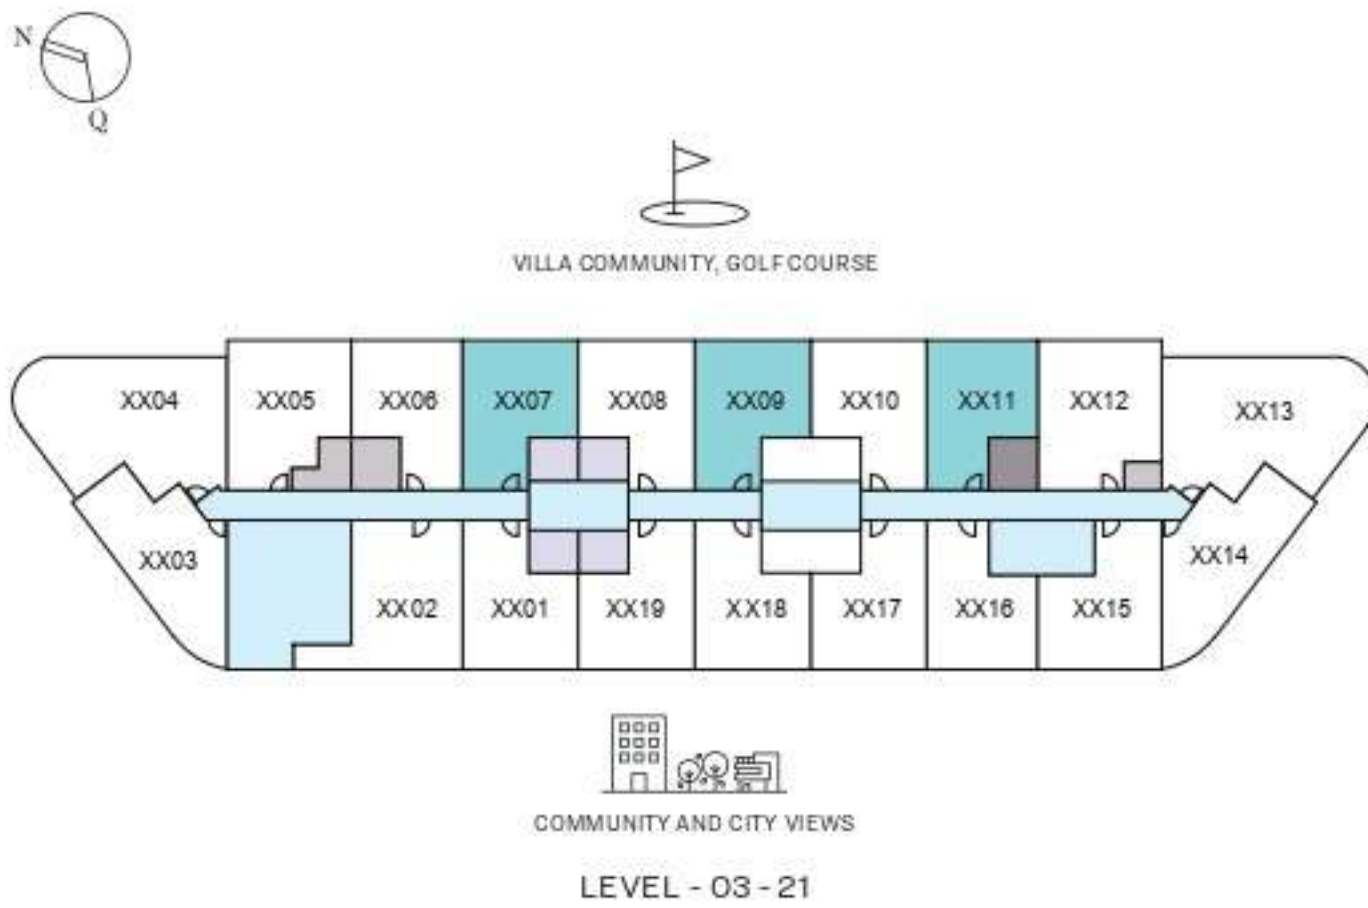 N
Q
VILLA COMMUNITY, GOLF COURSE
XX04 XX05 XX06 XX07 XX08 XX09 XX10 XX11 XX12 XX13
XX03 XX02 XX01 XX19 XX18 XX17 XX16 XX15 XX14
COMMUNITY AND CITY VIEWS
LEVEL - 03 - 21